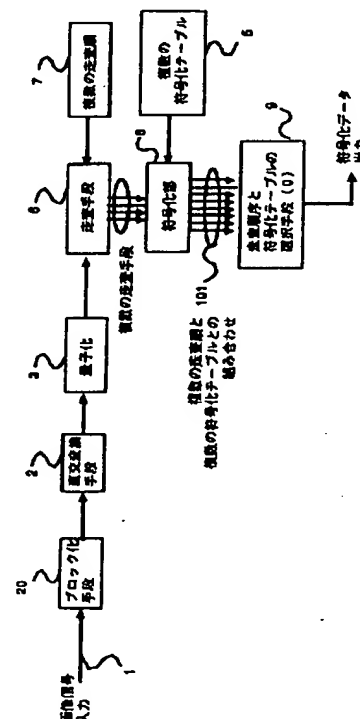 画像信号
入力
1
20
ブロック化
手段
2
直交変換
手段
3
量子化
6
走査手段
7
複数の走査順
複数の走査手段
8
符号化部
5
複数の
符号化テーブル
101
複数の走査順と
複数の符号化テーブルとの
組み合わせ
9
走査順序と
符号化テーブルの
選択手段(0)
符号化データ
出力